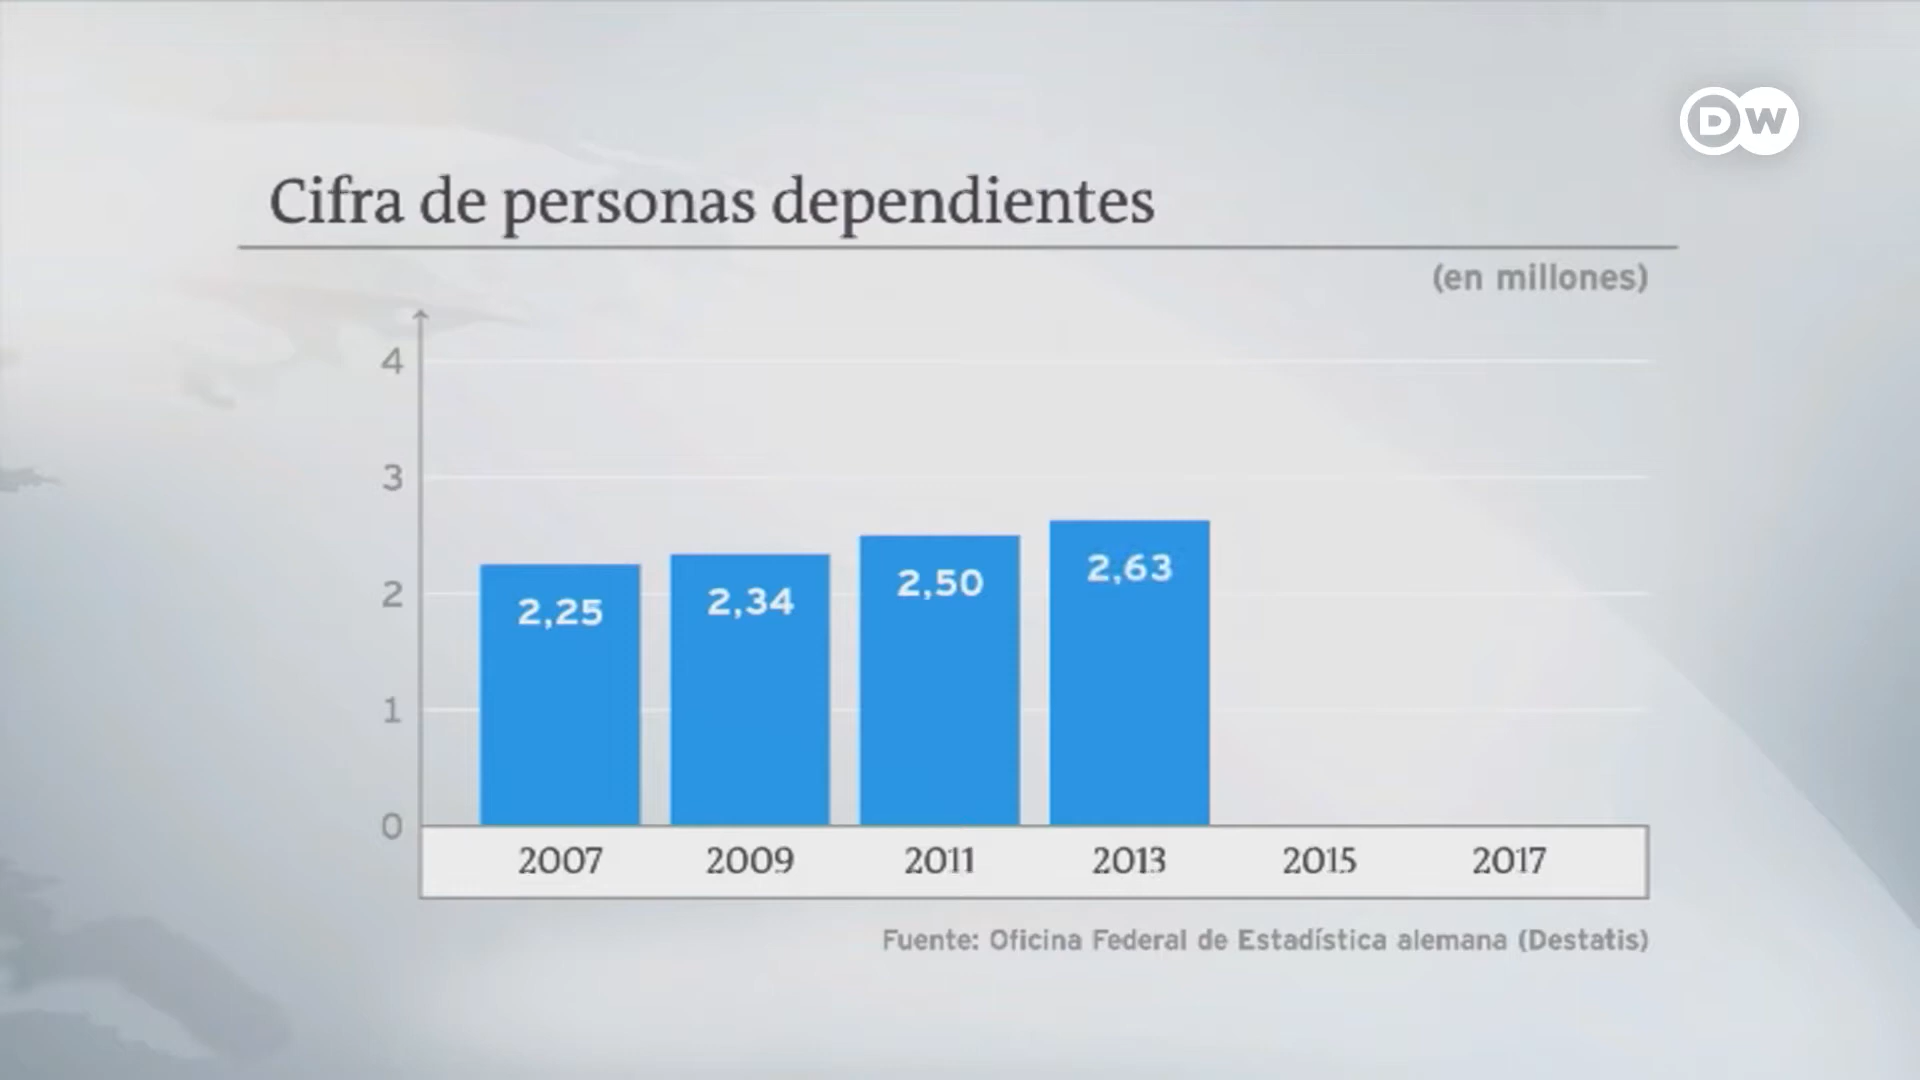 DW
Cifra de personas dependientes
(en millones)
4
3
2
1
0
2,25
2,34
2,50
2,63
2007 2009 2011 2013 2015 2017
Fuente: Oficina Federal de Estadística alemana (Destatis)